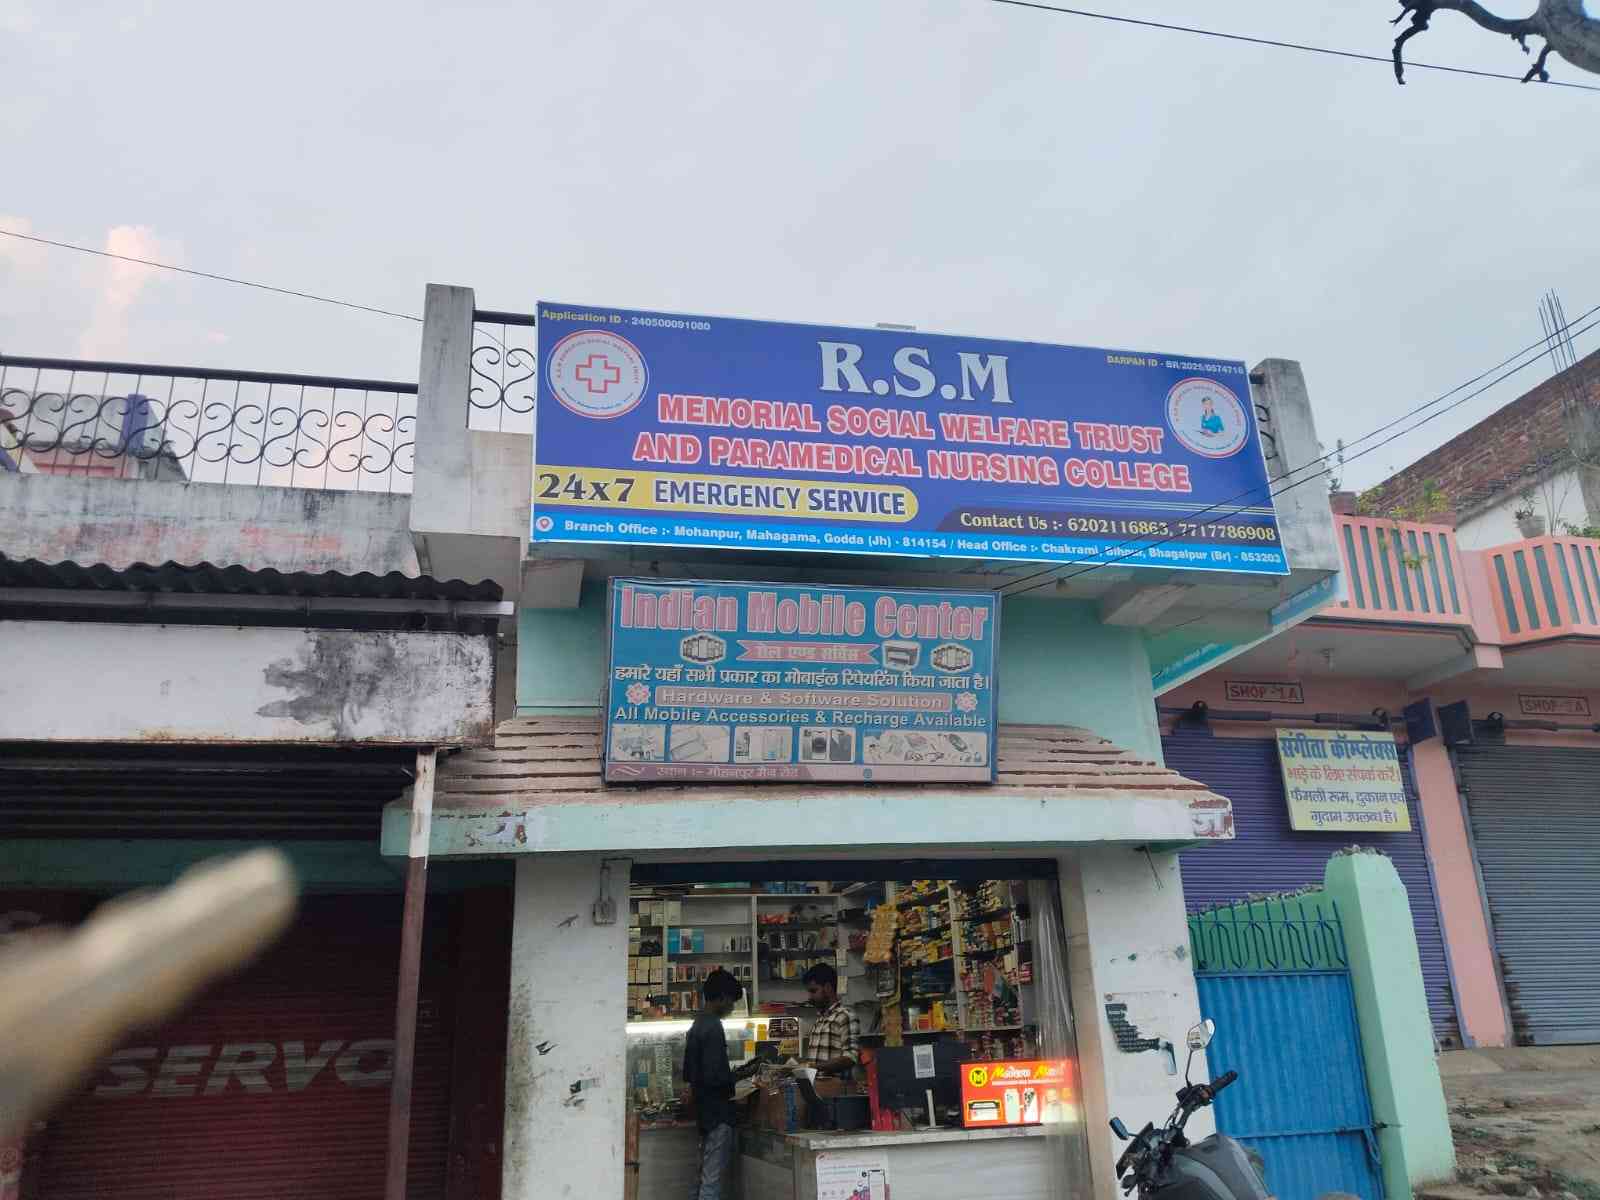 Application ID - 240500091080
DARPAN ID - BR/2025/0574716
R.S.M
MEMORIAL SOCIAL WELFARE TRUST
AND PARAMEDICAL NURSING COLLEGE
24x7 EMERGENCY SERVICE
Contact Us :- 6202116863, 7717786908
Branch Office :- Mohanpur, Mahagama, Godda (Jh) - 814154 / Head Office :- Chakrami, Bihpur, Bhagalpur (Br) - 853203
Indian Mobile Center
सेल एण्ड सर्विस
हमारे यहाँ सभी प्रकार का मोबाईल रिपेयरिंग किया जाता है।
Hardware & Software Solution
All Mobile Accessories & Recharge Available
स्थान :- मोहनपुर मेन रोड
SHOP-1A
संगीता कॉम्प्लेक्स
भाड़े के लिए संपर्क करें।
फैमली रूम, दुकान एवं
गुदाम उपलब्ध है।
SERVO